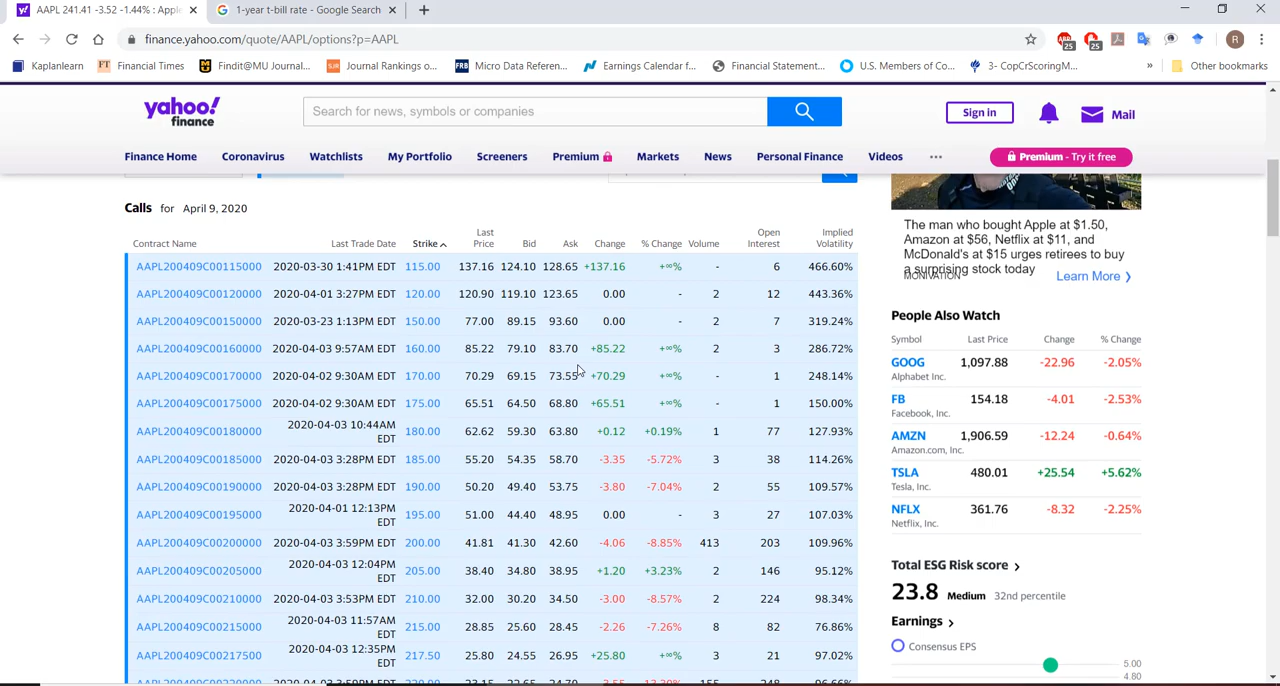 AAPL 241.41 -3.52 -1.44% : Apple
1-year t-bill rate - Google Search
finance.yahoo.com/quote/AAPL/options?p=AAPL
25
25
R
Kaplanlearn
FT Financial Times
Findit@MU Journal...
Journal Rankings o...
FRB Micro Data Referen...
Earnings Calendar f...
Financial Statement...
U.S. Members of Co...
3- CopCrScoringM...
»
Other bookmarks
yahoo!
finance
Search for news, symbols or companies
Sign in
Mail
Finance Home Coronavirus Watchlists My Portfolio Screeners Premium Markets News Personal Finance Videos ••• Premium - Try it free
Calls for April 9, 2020
Contract Name Last Trade Date Strike Last Price Bid Ask Change % Change Volume Open Interest Implied Volatility
AAPL200409C00115000 2020-03-30 1:41PM EDT 115.00 137.16 124.10 128.65 +137.16 +∞% - 6 466.60%
AAPL200409C00120000 2020-04-01 3:27PM EDT 120.00 120.90 119.10 123.65 0.00 - 2 12 443.36%
AAPL200409C00150000 2020-03-23 1:13PM EDT 150.00 77.00 89.15 93.60 0.00 - 2 7 319.24%
AAPL200409C00160000 2020-04-03 9:57AM EDT 160.00 85.22 79.10 83.70 +85.22 +∞% 2 3 286.72%
AAPL200409C00170000 2020-04-02 9:30AM EDT 170.00 70.29 69.15 73.55 +70.29 +∞% - 1 248.14%
AAPL200409C00175000 2020-04-02 9:30AM EDT 175.00 65.51 64.50 68.80 +65.51 +∞% - 1 150.00%
AAPL200409C00180000 2020-04-03 10:44AM EDT 180.00 62.62 59.30 63.80 +0.12 +0.19% 1 77 127.93%
AAPL200409C00185000 2020-04-03 3:28PM EDT 185.00 55.20 54.35 58.70 -3.35 -5.72% 3 38 114.26%
AAPL200409C00190000 2020-04-03 3:28PM EDT 190.00 50.20 49.40 53.75 -3.80 -7.04% 2 55 109.57%
AAPL200409C00195000 2020-04-01 12:13PM EDT 195.00 51.00 44.40 48.95 0.00 - 3 27 107.03%
AAPL200409C00200000 2020-04-03 3:59PM EDT 200.00 41.81 41.30 42.60 -4.06 -8.85% 413 203 109.96%
AAPL200409C00205000 2020-04-03 12:04PM EDT 205.00 38.40 34.80 38.95 +1.20 +3.23% 2 146 95.12%
AAPL200409C00210000 2020-04-03 3:53PM EDT 210.00 32.00 30.20 34.50 -3.00 -8.57% 2 224 98.34%
AAPL200409C00215000 2020-04-03 11:57AM EDT 215.00 28.85 25.60 28.45 -2.26 -7.26% 8 82 76.86%
AAPL200409C00217500 2020-04-03 12:35PM EDT 217.50 25.80 24.55 26.95 +25.80 +∞% 3 21 97.02%
The man who bought Apple at $1.50,
Amazon at $56, Netflix at $11, and
McDonald's at $15 urges retirees to buy
a surprising stock today
Learn More ❯
People Also Watch
Symbol Last Price Change % Change
GOOG 1,097.88 -22.96 -2.05%
Alphabet Inc.
FB 154.18 -4.01 -2.53%
Facebook, Inc.
AMZN 1,906.59 -12.24 -0.64%
Amazon.com, Inc.
TSLA 480.01 +25.54 +5.62%
Tesla, Inc.
NFLX 361.76 -8.32 -2.25%
Netflix, Inc.
Total ESG Risk score
23.8 Medium 32nd percentile
Earnings
Consensus EPS
5.00
4.80